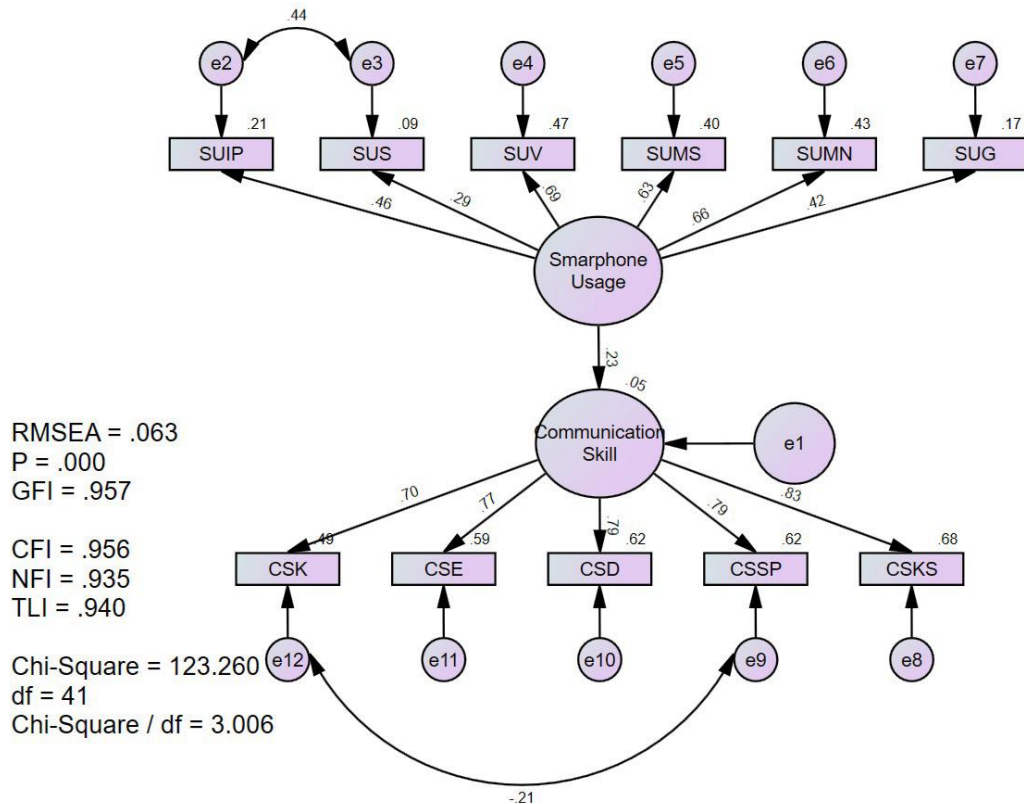 .44
e2
e3
e4
e5
e6
e7
.21
.09
.47
.40
.43
.17
SUIP
SUS
SUV
SUMS
SUMN
SUG
.46
.29
.69
.63
.66
.42
Smarphone
Usage
.23
.05
Communication
Skill
e1
RMSEA = .063
P = .000
GFI = .957
CFI = .956
NFI = .935
TLI = .940
Chi-Square = 123.260
df = 41
Chi-Square / df = 3.006
.70
.77
.79
.79
.83
.49
.59
.62
.62
.68
CSK
CSE
CSD
CSSP
CSKS
e12
e11
e10
e9
e8
-.21